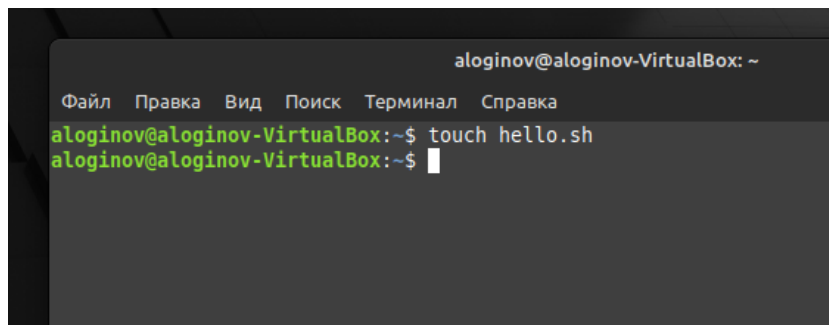 aloginov@aloginov-VirtualBox: ~
Файл Правка Вид Поиск Терминал Справка
aloginov@aloginov-VirtualBox:~$ touch hello.sh
aloginov@aloginov-VirtualBox:~$